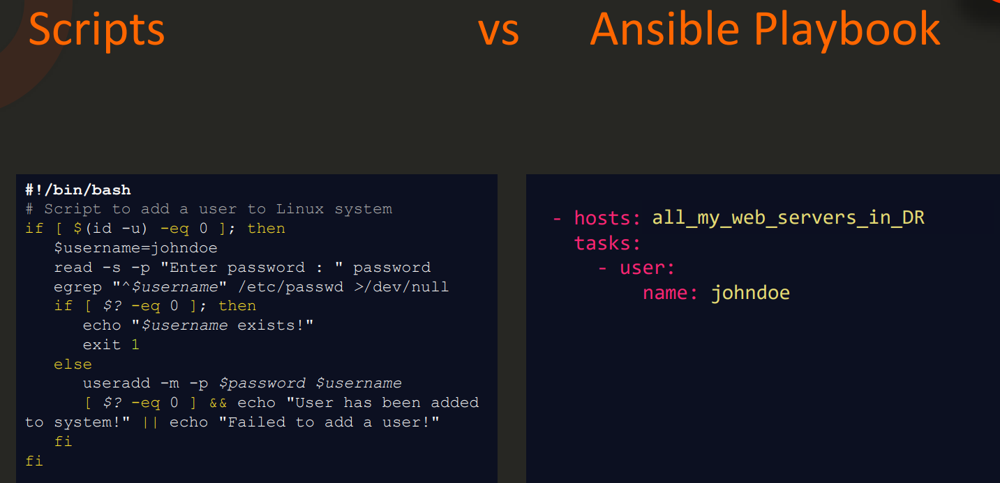 Scripts vs Ansible Playbook
#!/bin/bash
# Script to add a user to Linux system
if [ $(id -u) -eq 0 ]; then
   $username=johndoe
   read -s -p "Enter password : " password
   egrep "^$username" /etc/passwd >/dev/null
   if [ $? -eq 0 ]; then
      echo "$username exists!"
      exit 1
   else
      useradd -m -p $password $username
      [ $? -eq 0 ] && echo "User has been added
to system!" || echo "Failed to add a user!"
   fi
fi
- hosts: all_my_web_servers_in_DR
  tasks:
    - user:
        name: johndoe